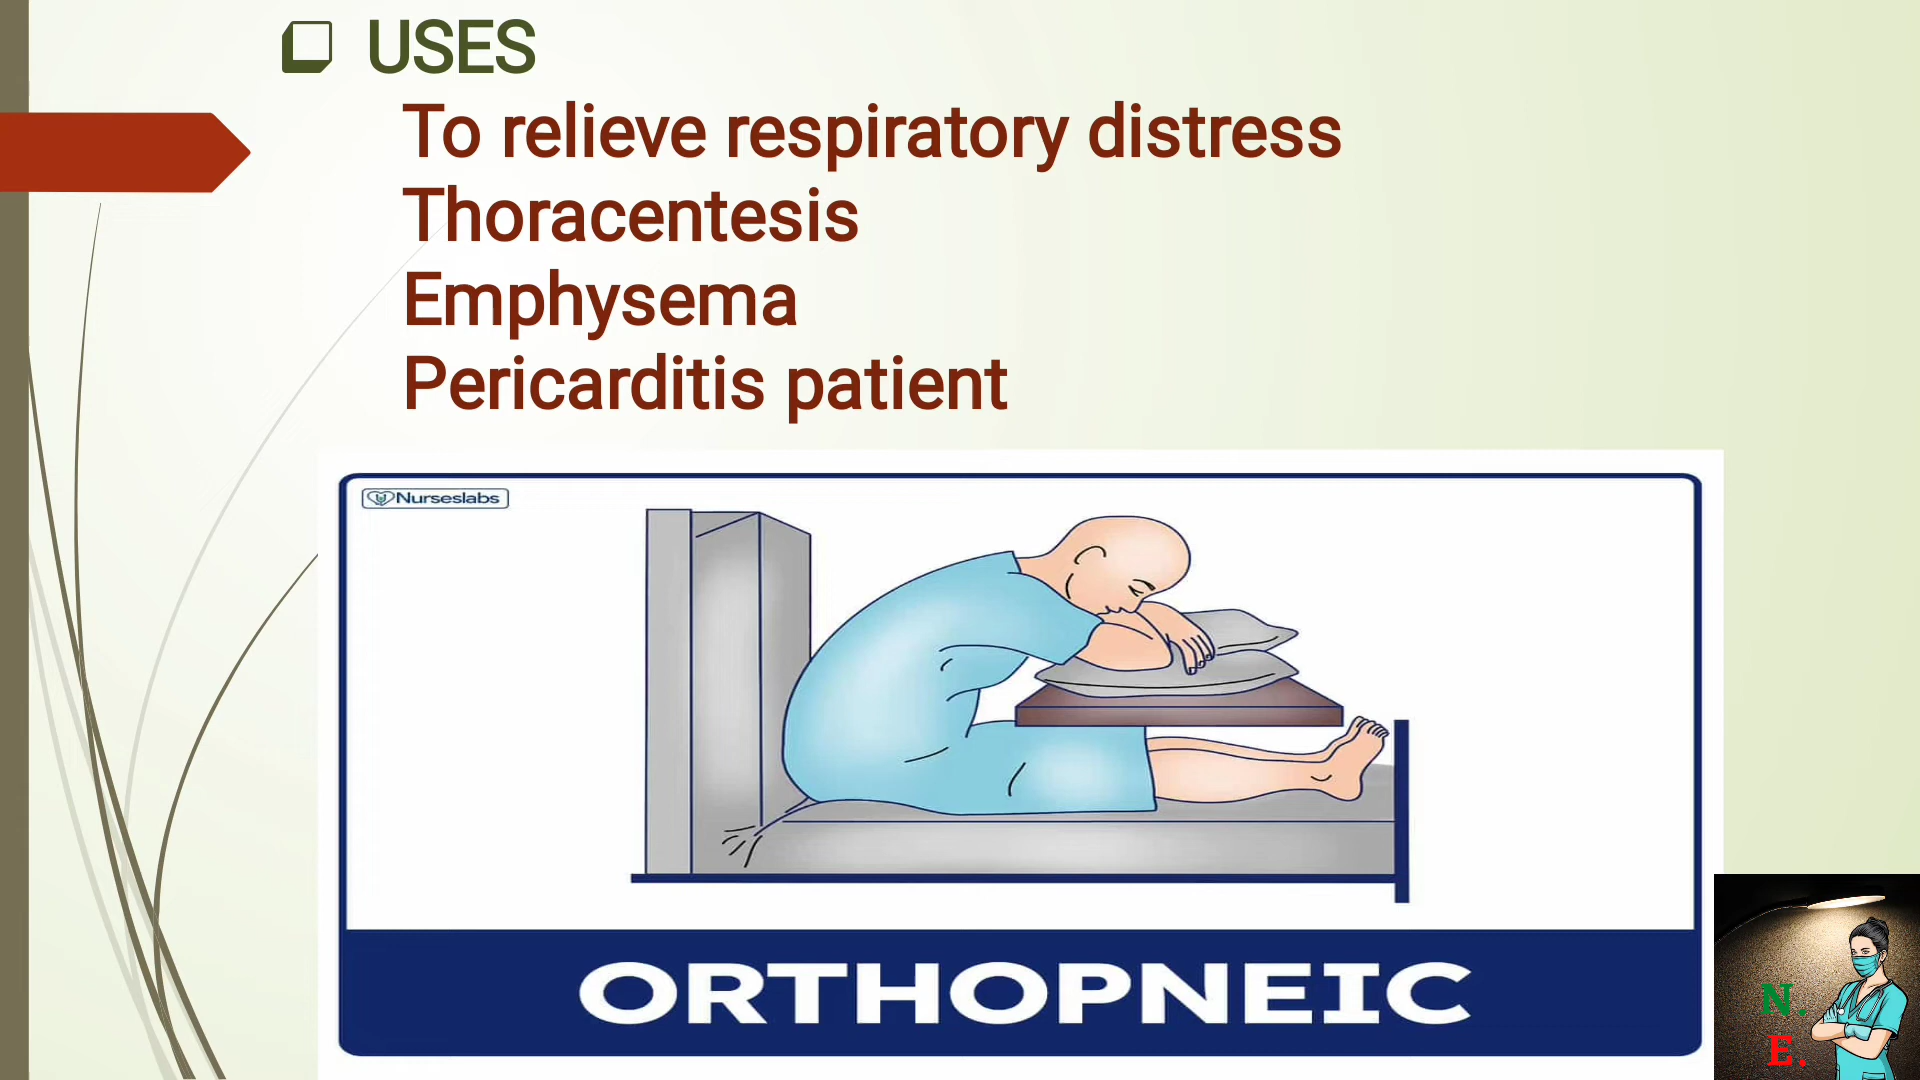 USES
To relieve respiratory distress
Thoracentesis
Emphysema
Pericarditis patient
Nurseslabs
ORTHOPNEIC
N.
E.